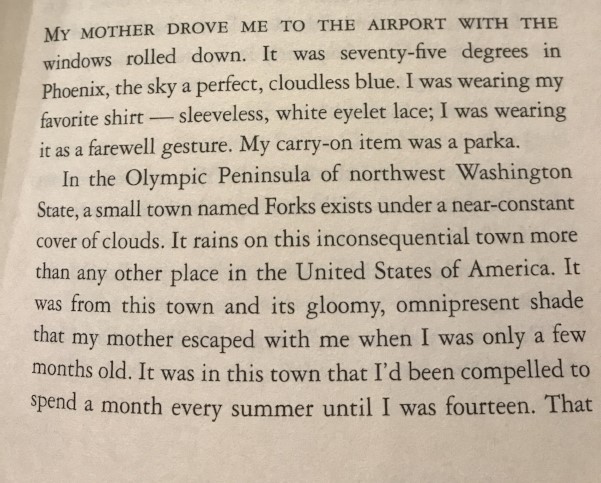 MY MOTHER DROVE ME TO THE AIRPORT WITH THE
windows rolled down. It was seventy-five degrees in
Phoenix, the sky a perfect, cloudless blue. I was wearing my
favorite shirt — sleeveless, white eyelet lace; I was wearing
it as a farewell gesture. My carry-on item was a parka.
In the Olympic Peninsula of northwest Washington
State, a small town named Forks exists under a near-constant
cover of clouds. It rains on this inconsequential town more
than any other place in the United States of America. It
was from this town and its gloomy, omnipresent shade
that my mother escaped with me when I was only a few
months old. It was in this town that I'd been compelled to
spend a month every summer until I was fourteen. That